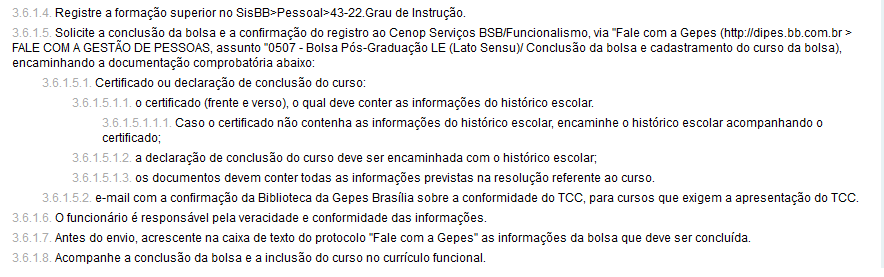 3.6.1.4. Registre a formação superior no SisBB>Pessoal>43-22.Grau de Instrução.
3.6.1.5. Solicite a conclusão da bolsa e a confirmação do registro ao Cenop Serviços BSB/Funcionalismo, via "Fale com a Gepes (http://dipes.bb.com.br >
FALE COM A GESTÃO DE PESSOAS, assunto "0507 - Bolsa Pós-Graduação LE (Lato Sensu)/ Conclusão da bolsa e cadastramento do curso da bolsa),
encaminhando a documentação comprobatória abaixo:
3.6.1.5.1. Certificado ou declaração de conclusão do curso:
3.6.1.5.1.1. o certificado (frente e verso), o qual deve conter as informações do histórico escolar.
3.6.1.5.1.1.1. Caso o certificado não contenha as informações do histórico escolar, encaminhe o histórico escolar acompanhando o
certificado;
3.6.1.5.1.2. a declaração de conclusão do curso deve ser encaminhada com o histórico escolar;
3.6.1.5.1.3. os documentos devem conter todas as informações previstas na resolução referente ao curso.
3.6.1.5.2. e-mail com a confirmação da Biblioteca da Gepes Brasília sobre a conformidade do TCC, para cursos que exigem a apresentação do TCC.
3.6.1.6. O funcionário é responsável pela veracidade e conformidade das informações.
3.6.1.7. Antes do envio, acrescente na caixa de texto do protocolo "Fale com a Gepes" as informações da bolsa que deve ser concluída.
3.6.1.8. Acompanhe a conclusão da bolsa e a inclusão do curso no currículo funcional.